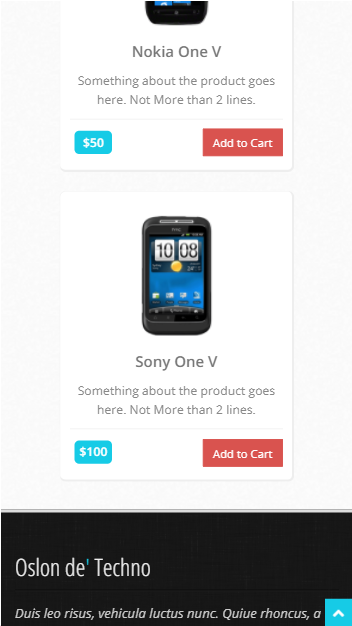 Nokia One V
Something about the product goes
here. Not More than 2 lines.
$50
Add to Cart
hTC
10 08
Sony One V
Something about the product goes
here. Not More than 2 lines.
$100
Add to Cart
Oslon de' Techno
Duis leo risus, vehicula luctus nunc. Quiue rhoncus, a